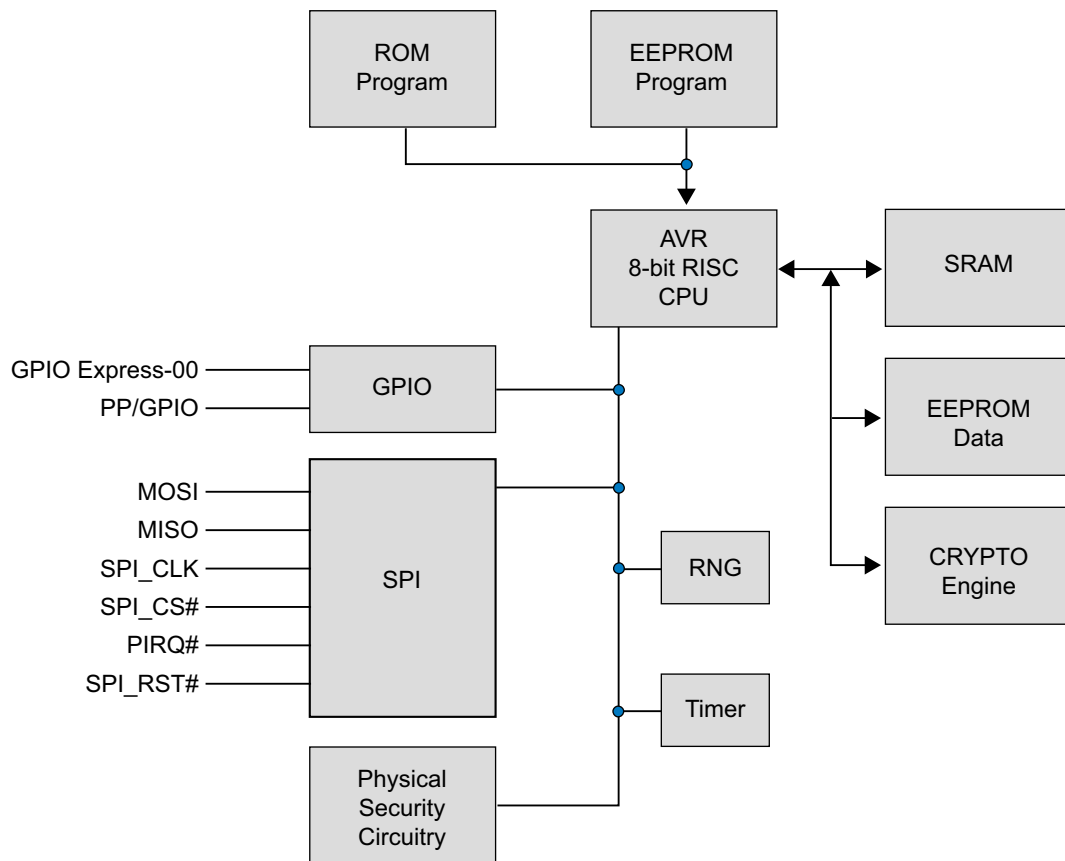 ROM
Program
EEPROM
Program
AVR
8-bit RISC
CPU
SRAM
GPIO Express-00
PP/GPIO
GPIO
EEPROM
Data
MOSI
MISO
SPI_CLK
SPI_CS#
PIRQ#
SPI_RST#
SPI
RNG
CRYPTO
Engine
Timer
Physical
Security
Circuitry